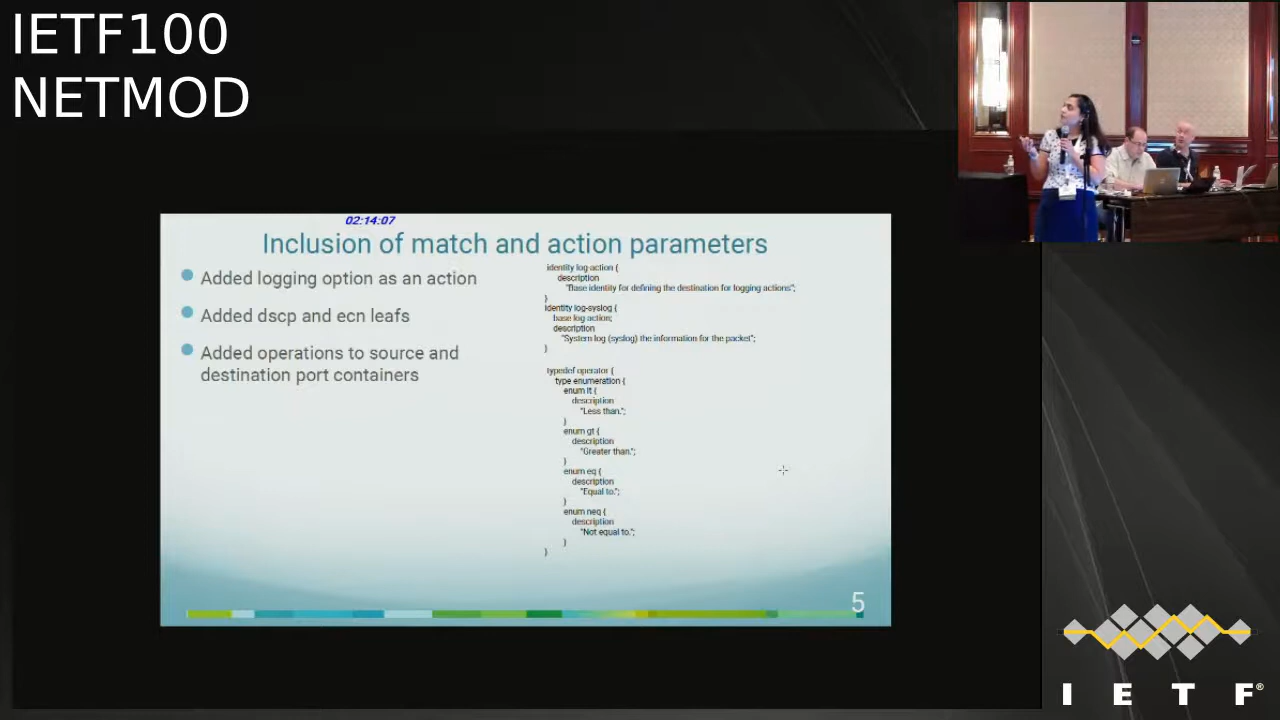 IETF100
NETMOD
02:14:07
Inclusion of match and action parameters
Added logging option as an action
Added dscp and ecn leafs
Added operations to source and
destination port containers
identity log-action {
description
"Base identity for defining the destination for logging actions";
}
identity log-syslog {
base log-action;
description
"System log (syslog) the information for the packet";
}
typedef operator {
type enumeration {
enum lt {
description
"Less than.";
}
enum gt {
description
"Greater than.";
}
enum eq {
description
"Equal to.";
}
enum neq {
description
"Not equal to.";
}
}
5
I E T F®